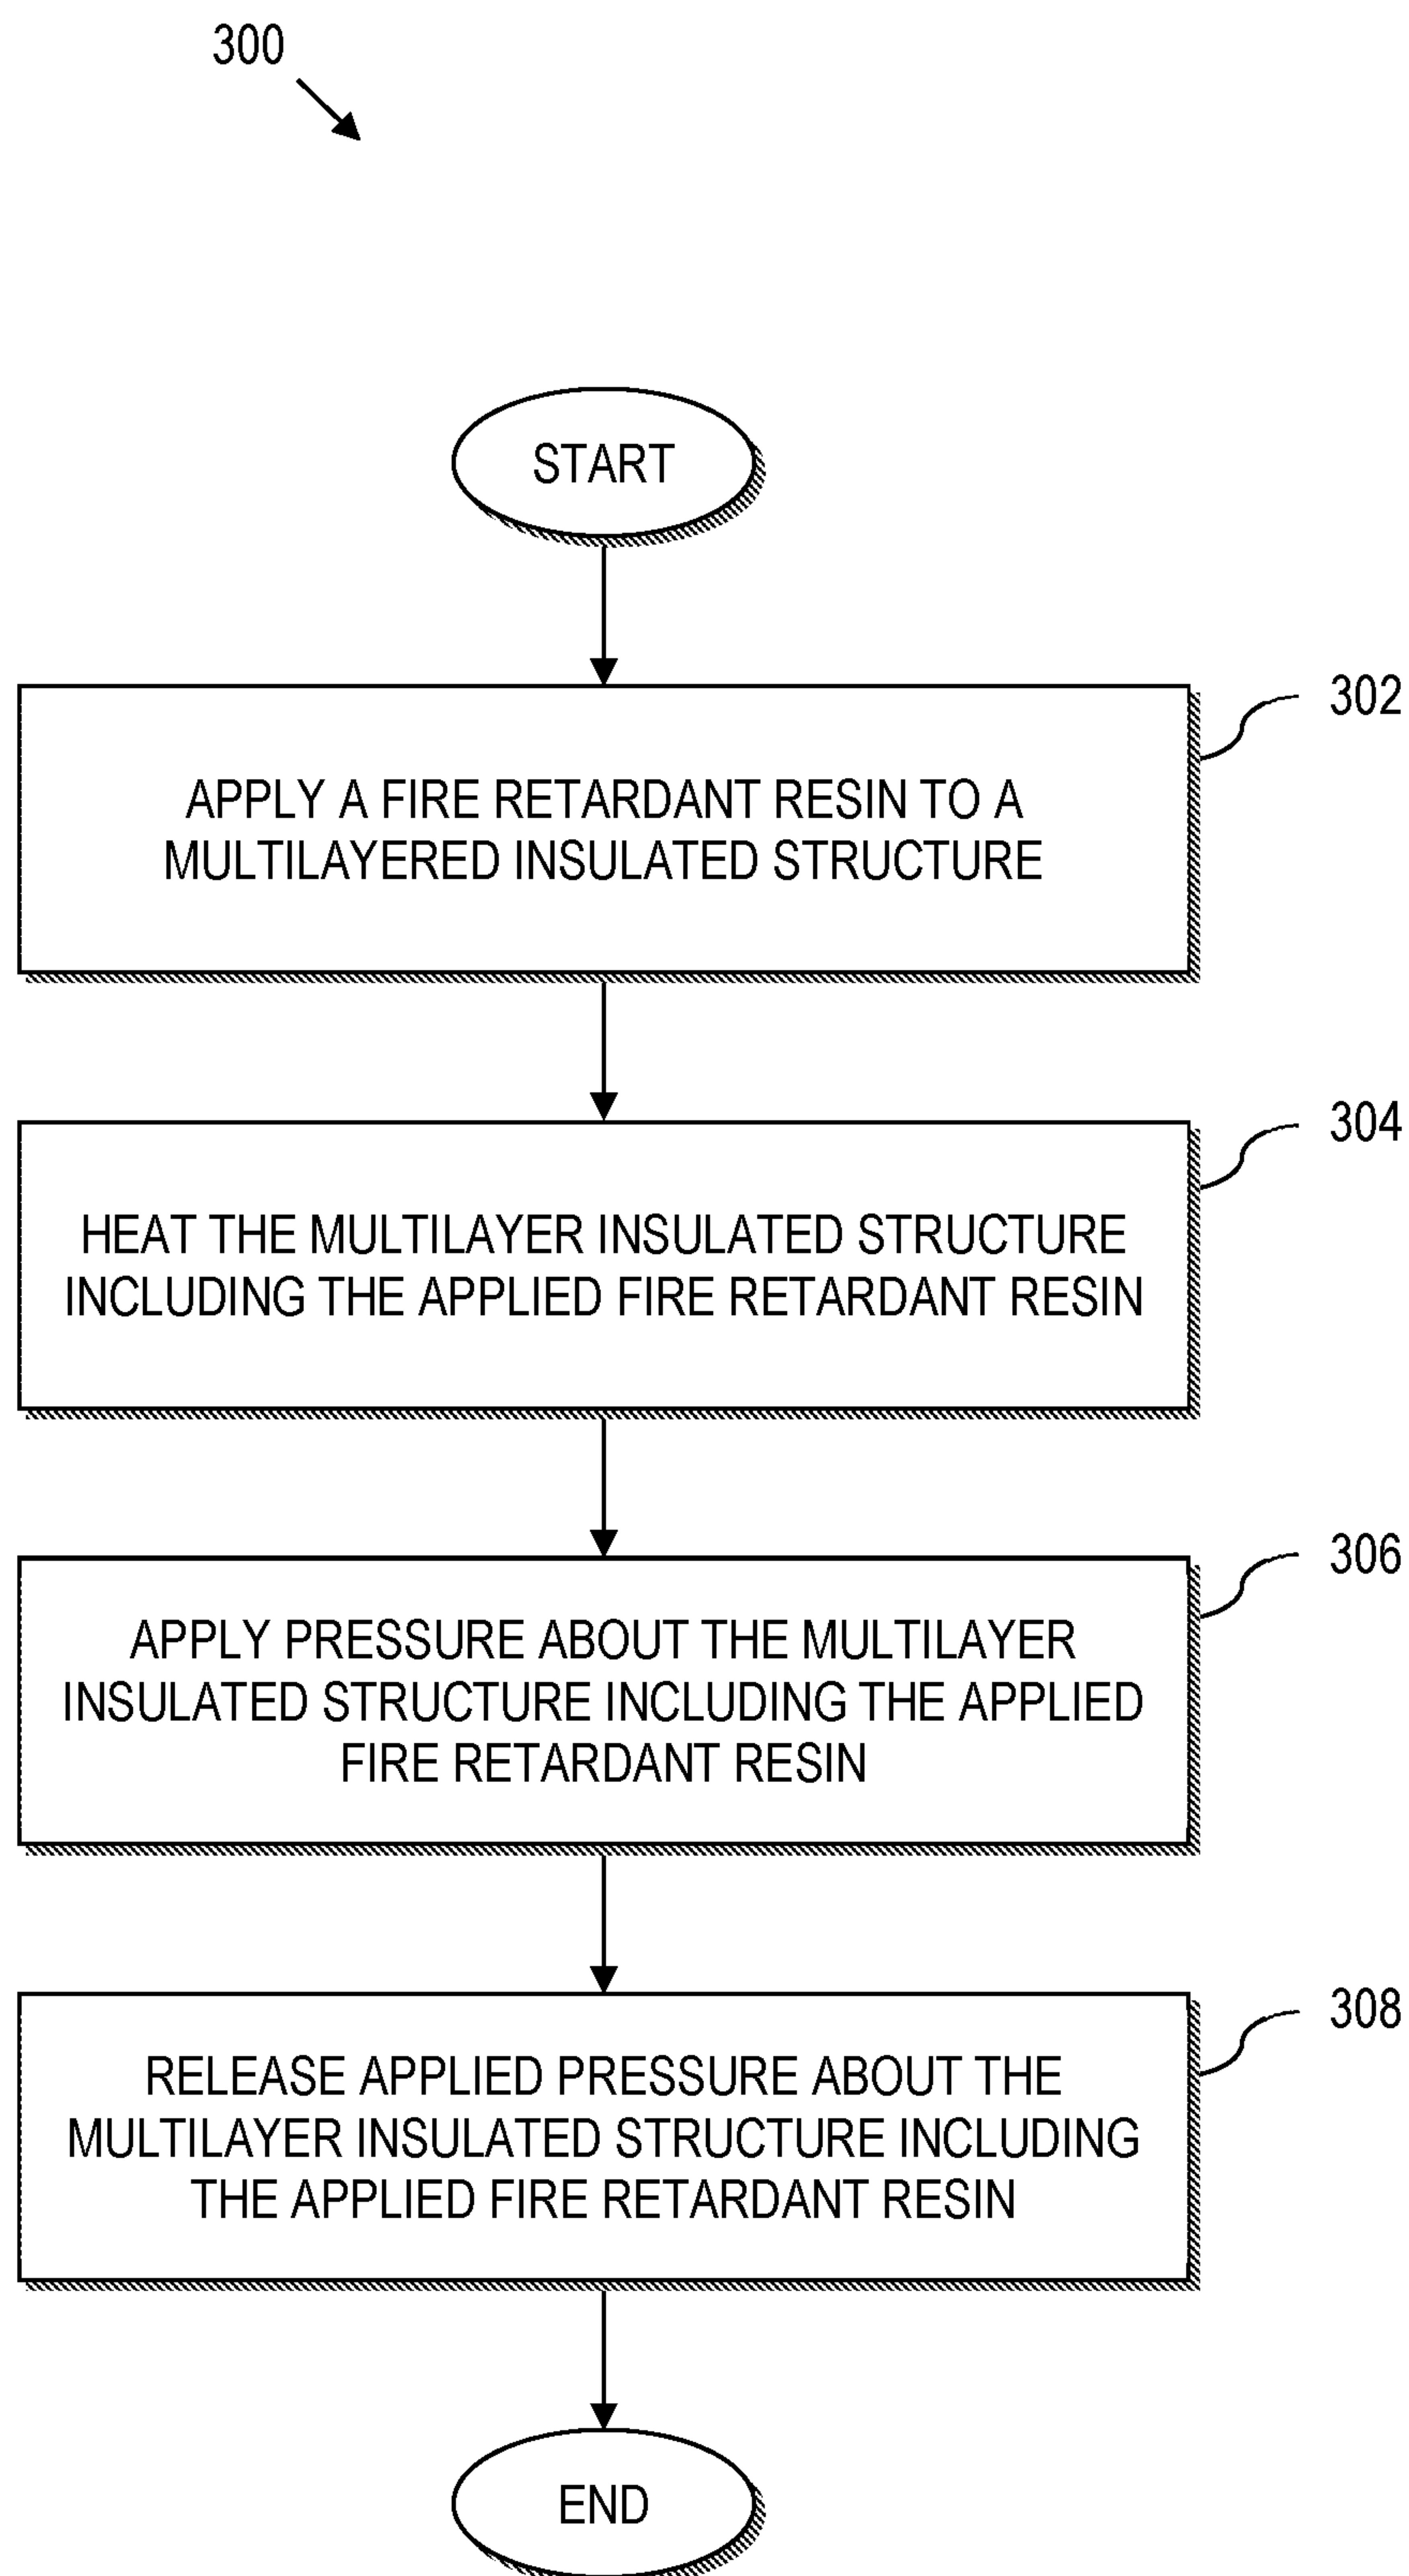 300
START
302
APPLY A FIRE RETARDANT RESIN TO A
MULTILAYERED INSULATED STRUCTURE
304
HEAT THE MULTILAYER INSULATED STRUCTURE
INCLUDING THE APPLIED FIRE RETARDANT RESIN
306
APPLY PRESSURE ABOUT THE MULTILAYER
INSULATED STRUCTURE INCLUDING THE APPLIED
FIRE RETARDANT RESIN
308
RELEASE APPLIED PRESSURE ABOUT THE
MULTILAYER INSULATED STRUCTURE INCLUDING
THE APPLIED FIRE RETARDANT RESIN
END